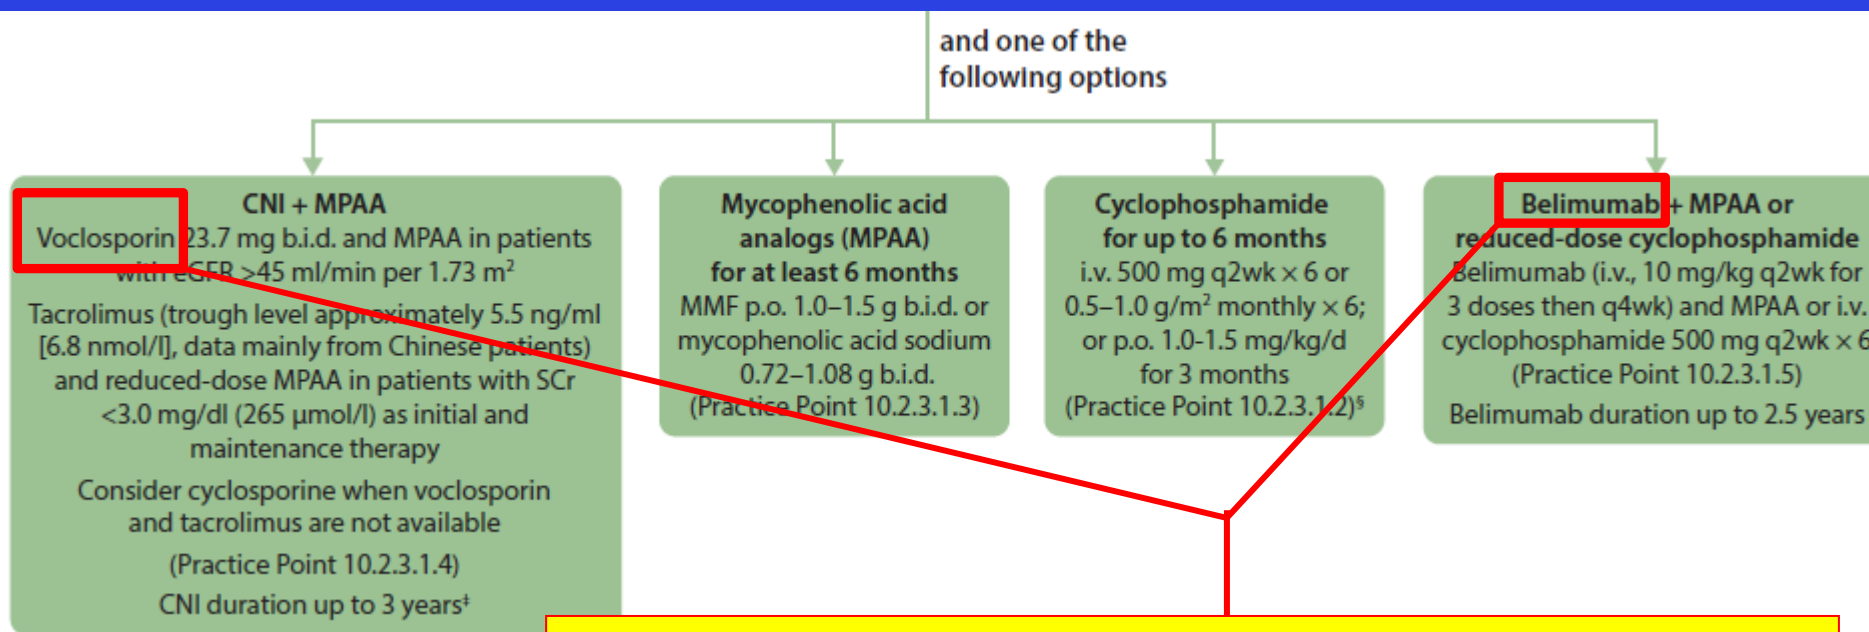 and one of the
following options
CNI + MPAA
Voclosporin 23.7 mg b.i.d. and MPAA in patients
with eGFR >45 ml/min per 1.73 m²
Tacrolimus (trough level approximately 5.5 ng/ml
[6.8 nmol/l], data mainly from Chinese patients)
and reduced-dose MPAA in patients with SCr
<3.0 mg/dl (265 μmol/l) as initial and
maintenance therapy
Consider cyclosporine when voclosporin
and tacrolimus are not available
(Practice Point 10.2.3.1.4)
CNI duration up to 3 years‡
Mycophenolic acid
analogs (MPAA)
for at least 6 months
MMF p.o. 1.0–1.5 g b.i.d. or
mycophenolic acid sodium
0.72–1.08 g b.i.d.
(Practice Point 10.2.3.1.3)
Cyclophosphamide
for up to 6 months
i.v. 500 mg q2wk × 6 or
0.5–1.0 g/m² monthly × 6;
or p.o. 1.0-1.5 mg/kg/d
for 3 months
(Practice Point 10.2.3.1.2)§
Belimumab + MPAA or
reduced-dose cyclophosphamide
Belimumab (i.v., 10 mg/kg q2wk for
3 doses then q4wk) and MPAA or i.v.
cyclophosphamide 500 mg q2wk × 6
(Practice Point 10.2.3.1.5)
Belimumab duration up to 2.5 years